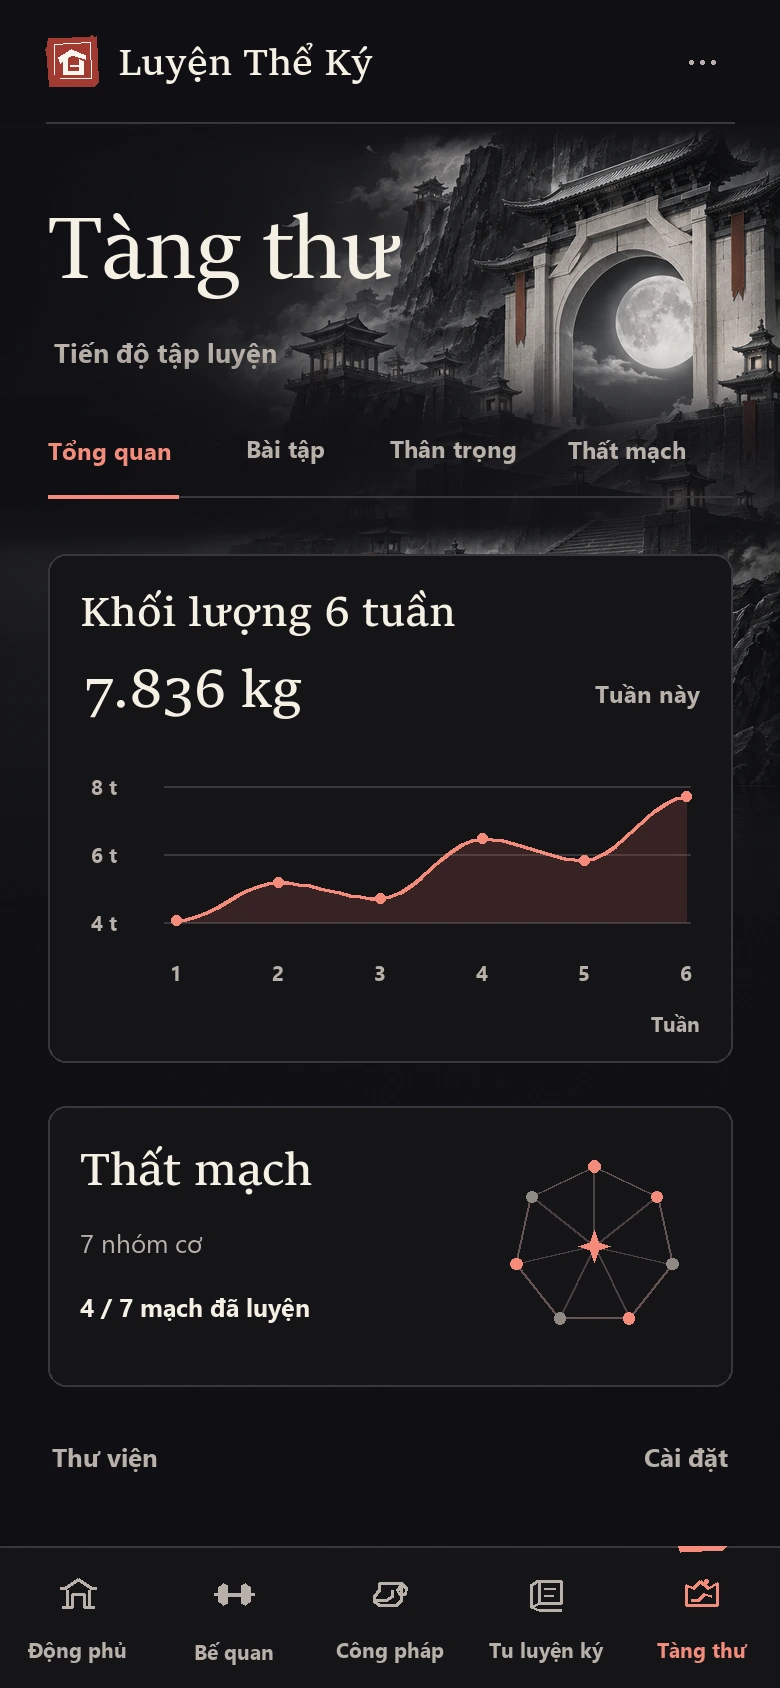 Luyện Thể Ký
Tàng thư
Tiến độ tập luyện
Tổng quan
Bài tập
Thân trọng
Thất mạch
Khối lượng 6 tuần
7.836 kg
Tuần này
8 t
6 t
4 t
1 2 3 4 5 6
Tuần
Thất mạch
7 nhóm cơ
4 / 7 mạch đã luyện
Thư viện
Cài đặt
Động phủ
Bế quan
Công pháp
Tu luyện ký
Tàng thư